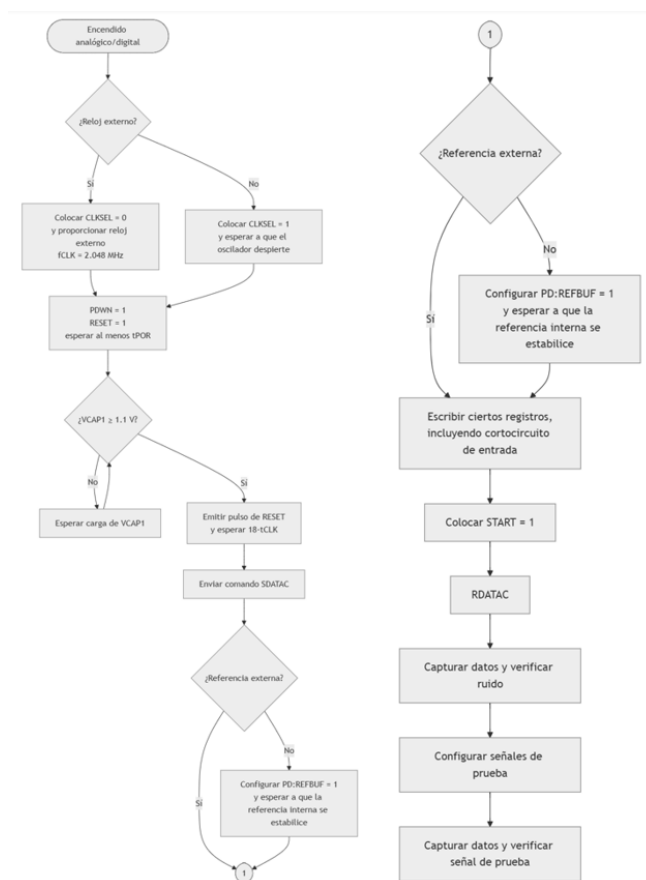 Encendido
analógico/digital
¿Reloj externo?
Sí
No
Colocar CLKSEL = 0
y proporcionar reloj
externo
fCLK = 2.048 MHz
Colocar CLKSEL = 1
y esperar a que el
oscilador despierte
PDWN = 1
RESET = 1
esperar al menos tPOR
¿VCAP1 ≥ 1.1 V?
No
Sí
Esperar carga de VCAP1
Emitir pulso de RESET
y esperar 18-tCLK
Enviar comando SDATAC
¿Referencia externa?
No
Sí
Configurar PD:REFBUF = 1
y esperar a que la
referencia interna se
estabilice
1
1
¿Referencia externa?
No
Sí
Configurar PD:REFBUF = 1
y esperar a que la
referencia interna se
estabilice
Escribir ciertos registros,
incluyendo cortocircuito
de entrada
Colocar START = 1
RDATAC
Capturar datos y verificar
ruido
Configurar señales de
prueba
Capturar datos y verificar
señal de prueba